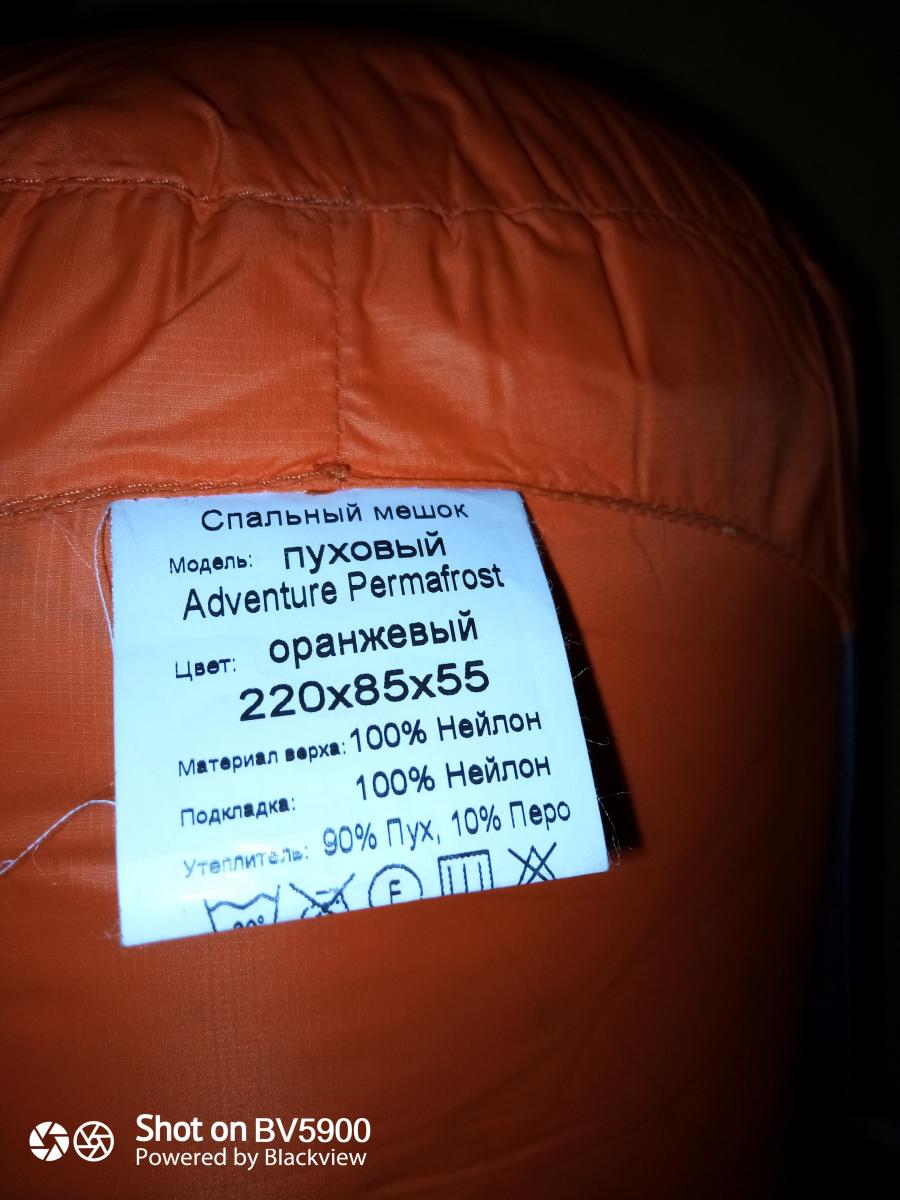 Спальный мешок
Модель: пуховый
Adventure Permafrost
Цвет: оранжевый
220x85x55
Материал верха: 100% Нейлон
Подкладка: 100% Нейлон
Утеплитель: 90% Пух, 10% Перо
F
Shot on BV5900
Powered by Blackview